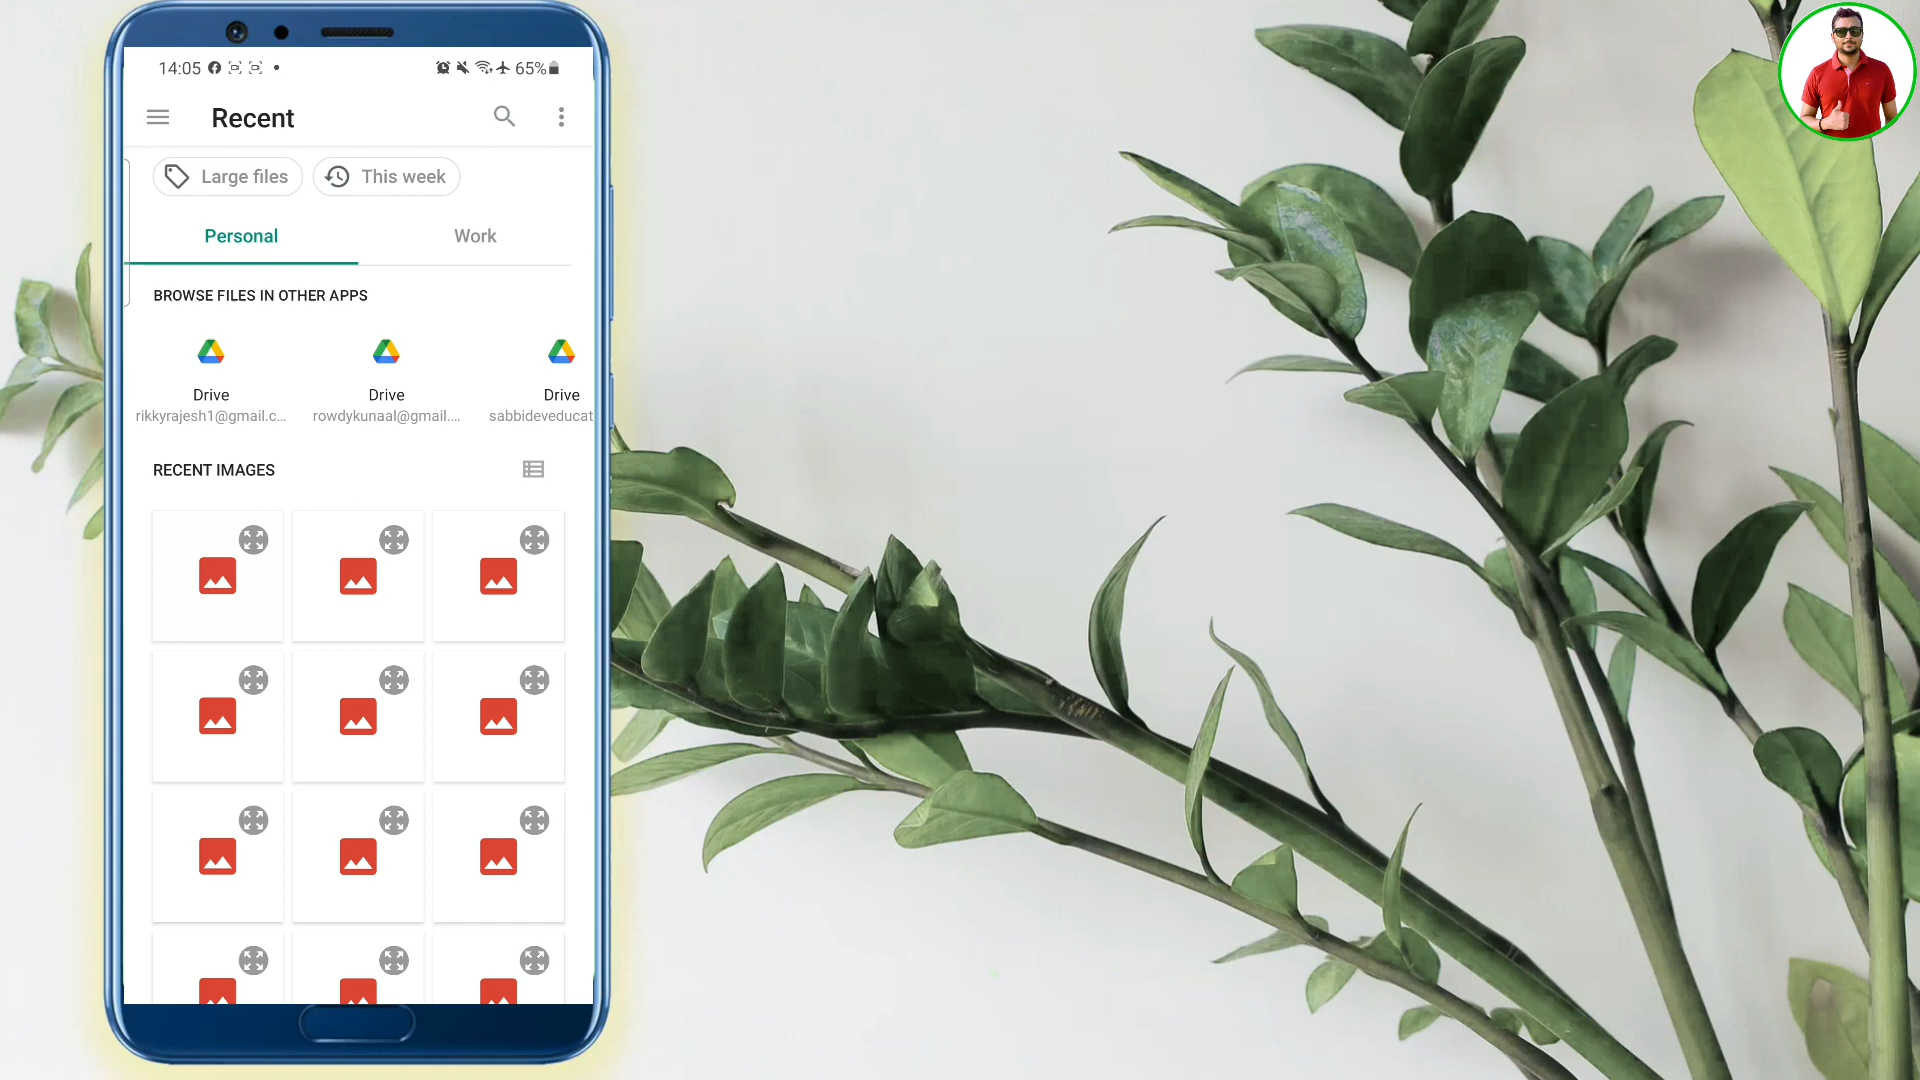 14:05 65%
Recent
Large files This week
Personal Work
BROWSE FILES IN OTHER APPS
Drive Drive Drive
rikkyrajesh1@gmail.c... rowdykunaal@gmail.... sabbideveducat
RECENT IMAGES